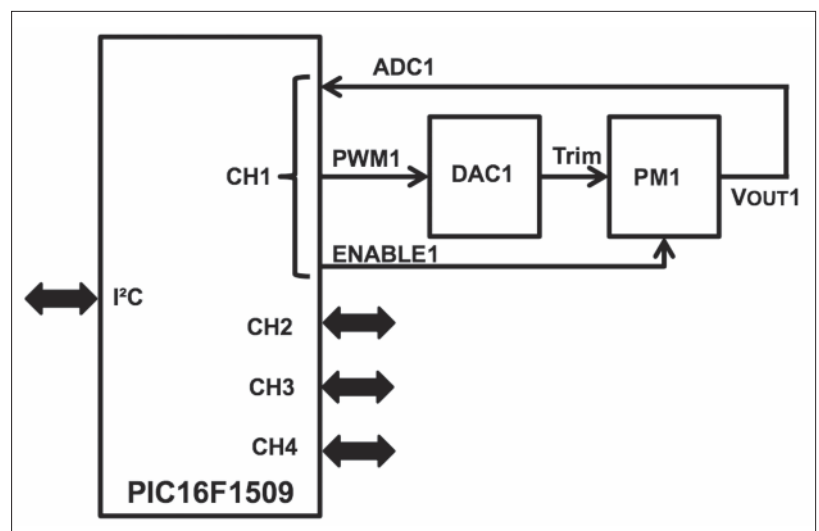 ADC1
CH1
PWM1
DAC1
Trim
PM1
VOUT1
ENABLE1
I²C
CH2
CH3
CH4
PIC16F1509